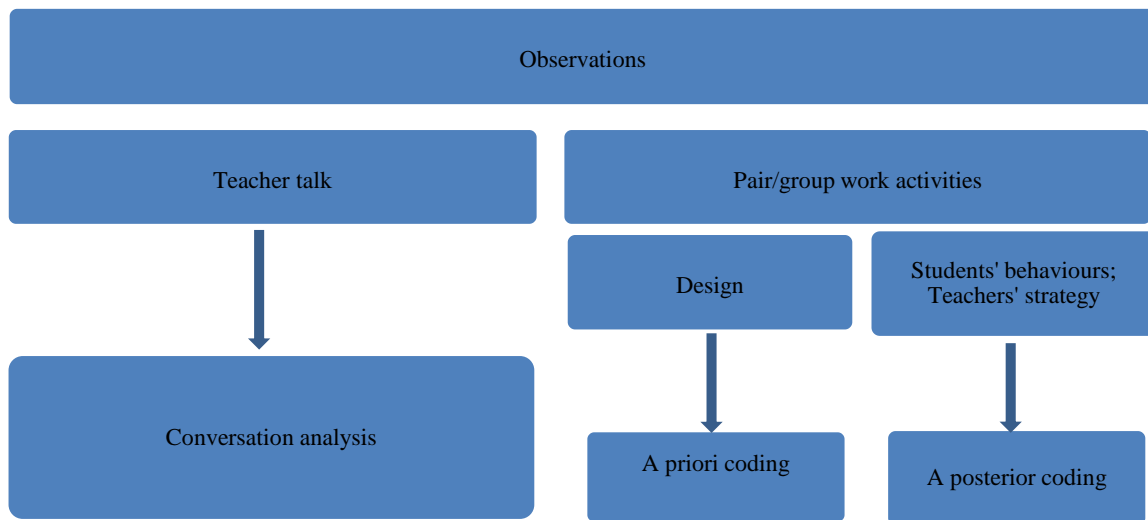 Observations
Teacher talk
Pair/group work activities
Design
Students' behaviours;
Teachers' strategy
Conversation analysis
A priori coding
A posterior coding